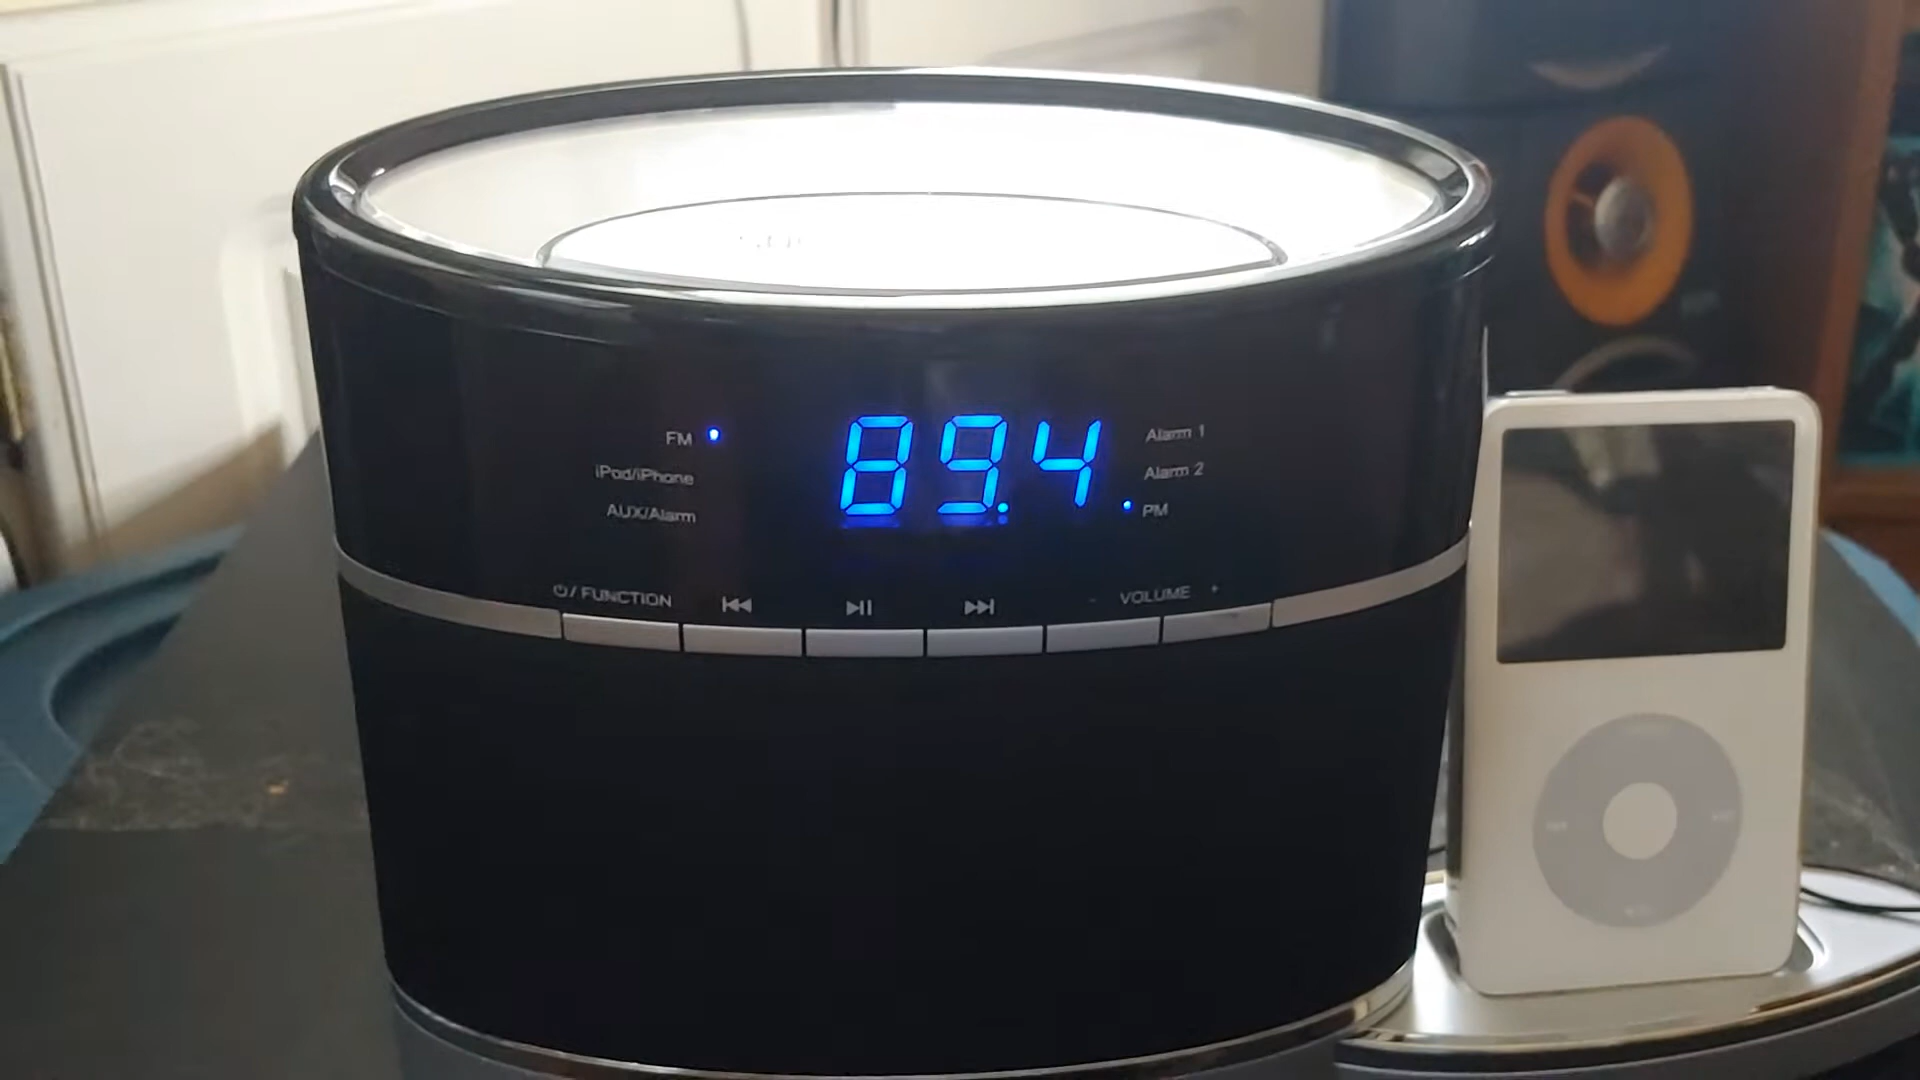 FM
iPod/iPhone
AUX/Alarm
89.4
Alarm 1
Alarm 2
PM
⏻/ FUNCTION
- VOLUME +